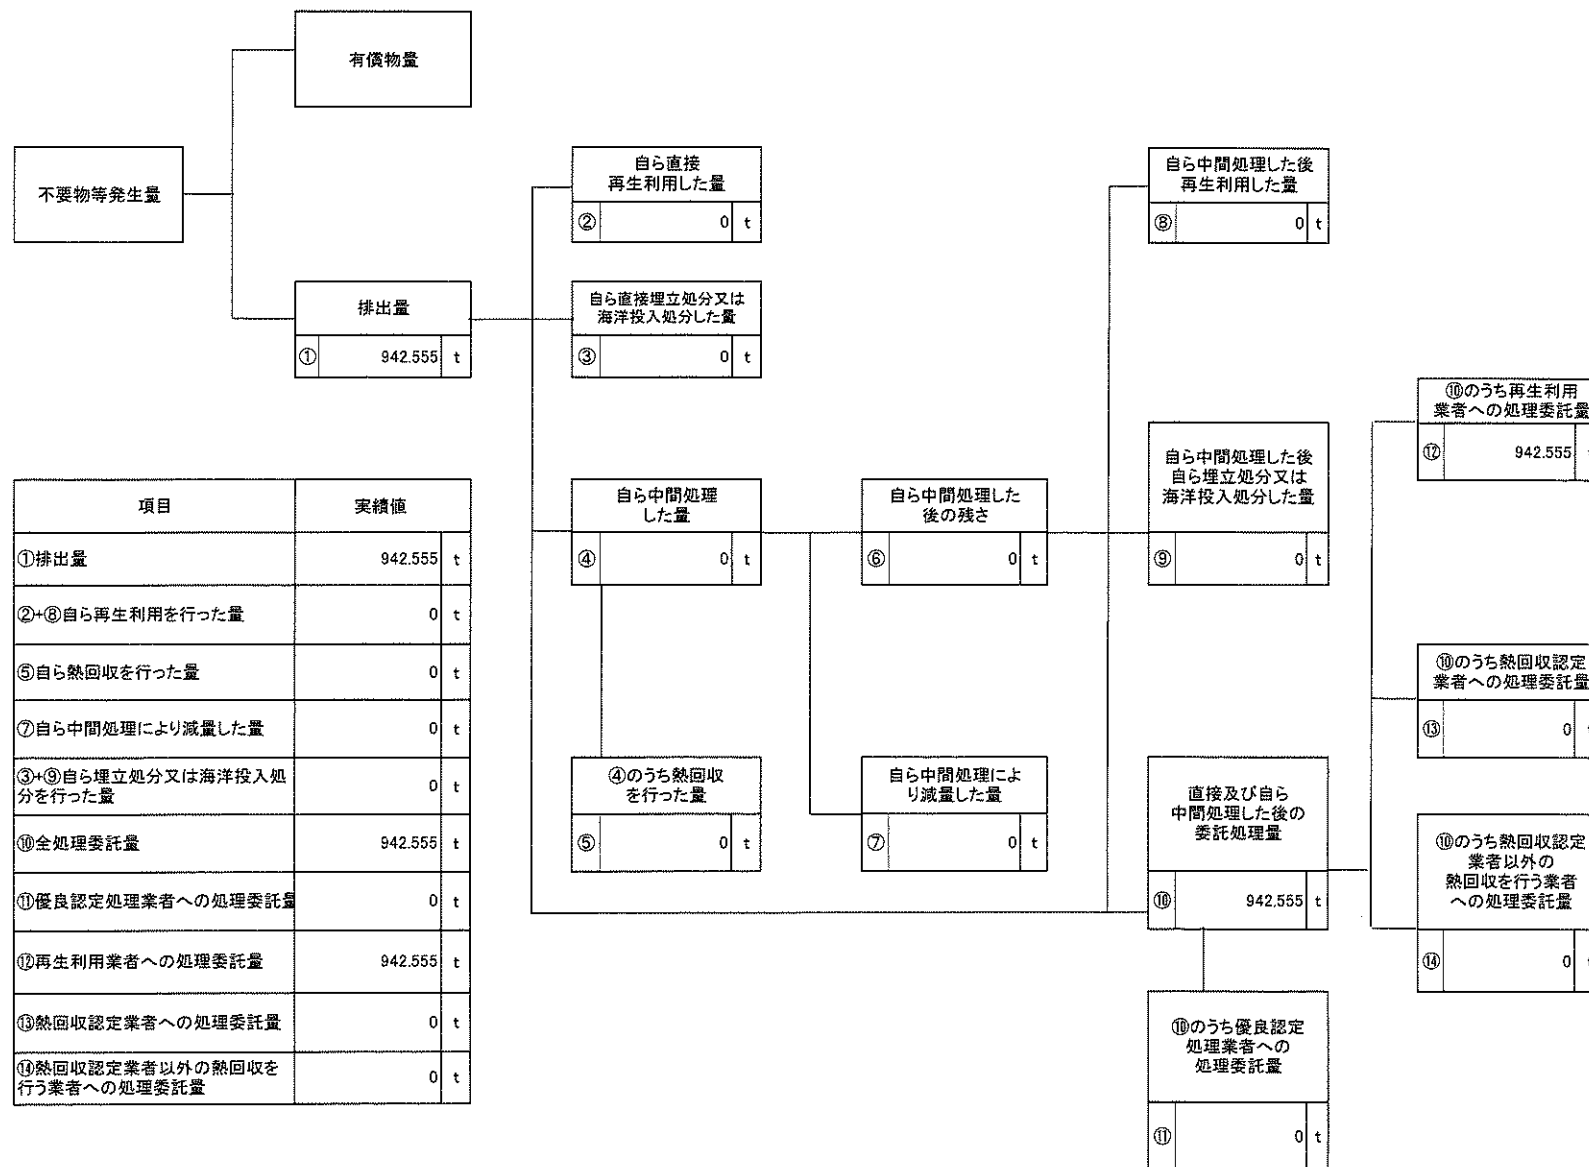 有償物量
不要物等発生量
排出量
① 942.555 t
自ら直接
再生利用した量
② 0 t
自ら直接埋立処分又は
海洋投入処分した量
③ 0 t
自ら中間処理
した量
④ 0 t
④のうち熱回収
を行った量
⑤ 0 t
自ら中間処理した
後の残さ
⑥ 0 t
自ら中間処理によ
り減量した量
⑦ 0 t
自ら中間処理した後
再生利用した量
⑧ 0 t
自ら中間処理した後
自ら埋立処分又は
海洋投入処分した量
⑨ 0 t
直接及び自ら
中間処理した後の
委託処理量
⑩ 942.555 t
⑩のうち優良認定
処理業者への
処理委託量
⑪ 0 t
⑩のうち再生利用
業者への処理委託量
⑫ 942.555
⑩のうち熱回収認定
業者への処理委託量
⑬ 0
⑩のうち熱回収認定
業者以外の
熱回収を行う業者
への処理委託量
⑭ 0
項目 実績値
①排出量 942.555 t
②+⑧自ら再生利用を行った量 0 t
⑤自ら熱回収を行った量 0 t
⑦自ら中間処理により減量した量 0 t
③+⑨自ら埋立処分又は海洋投入処
分を行った量 0 t
⑩全処理委託量 942.555 t
⑪優良認定処理業者への処理委託量 0 t
⑫再生利用業者への処理委託量 942.555 t
⑬熱回収認定業者への処理委託量 0 t
⑭熱回収認定業者以外の熱回収を
行う業者への処理委託量 0 t